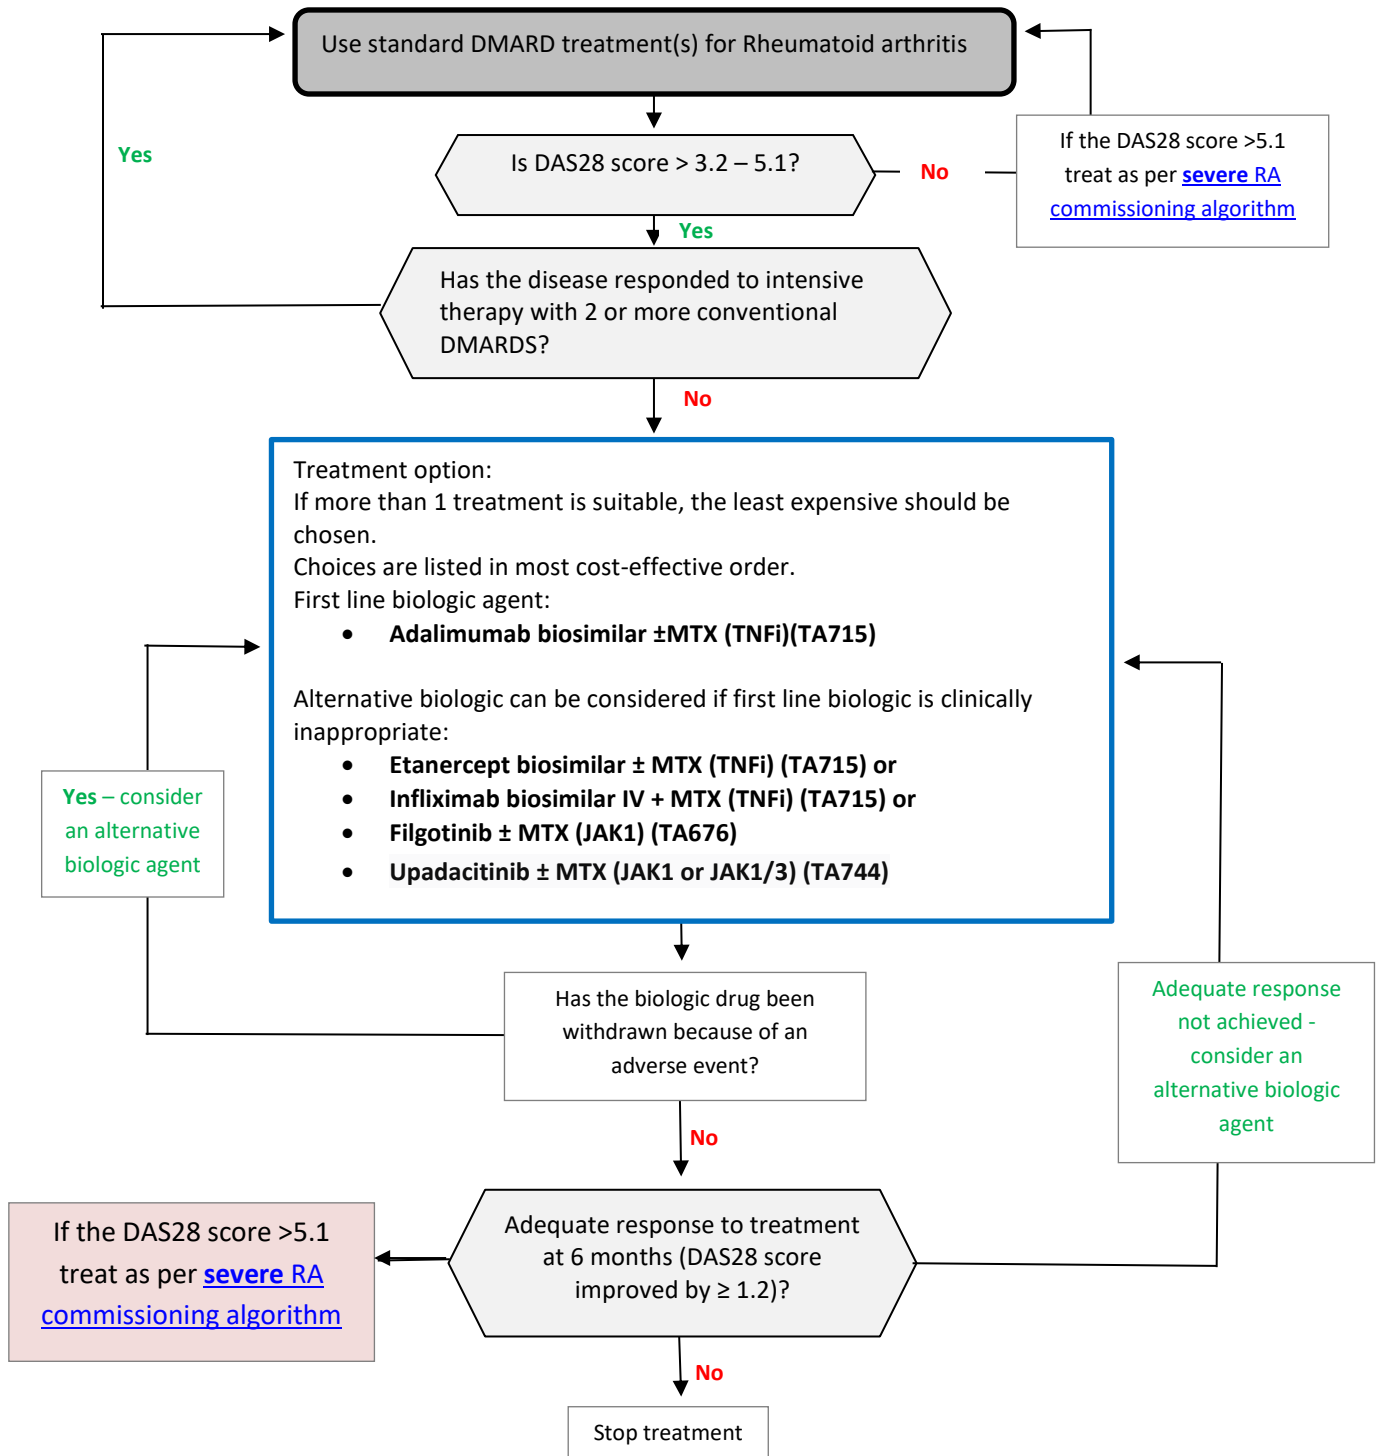 Use standard DMARD treatment(s) for Rheumatoid arthritis
Yes
Is DAS28 score > 3.2 – 5.1?
No
If the DAS28 score >5.1
treat as per severe RA
commissioning algorithm
Yes
Has the disease responded to intensive
therapy with 2 or more conventional
DMARDS?
No
Treatment option:
If more than 1 treatment is suitable, the least expensive should be
chosen.
Choices are listed in most cost-effective order.
First line biologic agent:
• Adalimumab biosimilar ±MTX (TNFi)(TA715)
Alternative biologic can be considered if first line biologic is clinically
inappropriate:
• Etanercept biosimilar ± MTX (TNFi) (TA715) or
• Infliximab biosimilar IV + MTX (TNFi) (TA715) or
• Filgotinib ± MTX (JAK1) (TA676)
• Upadacitinib ± MTX (JAK1 or JAK1/3) (TA744)
Yes – consider
an alternative
biologic agent
Has the biologic drug been
withdrawn because of an
adverse event?
Adequate response
not achieved -
consider an
alternative biologic
agent
No
If the DAS28 score >5.1
treat as per severe RA
commissioning algorithm
Adequate response to treatment
at 6 months (DAS28 score
improved by ≥ 1.2)?
No
Stop treatment